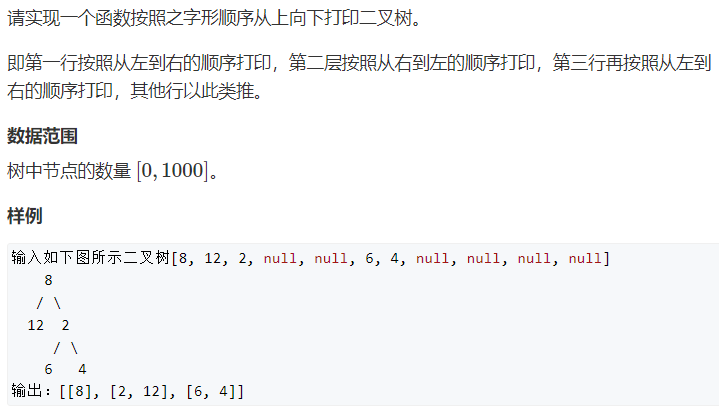 请实现一个函数按照之字形顺序从上向下打印二叉树。
即第一行按照从左到右的顺序打印，第二层按照从右到左的顺序打印，第三行再按照从左到
右的顺序打印，其他行以此类推。
数据范围
树中节点的数量 [0, 1000]。
样例
输入如下图所示二叉树[8, 12, 2, null, null, 6, 4, null, null, null, null]
    8
   / \
  12  2
     / \
    6   4
输出：[[8], [2, 12], [6, 4]]